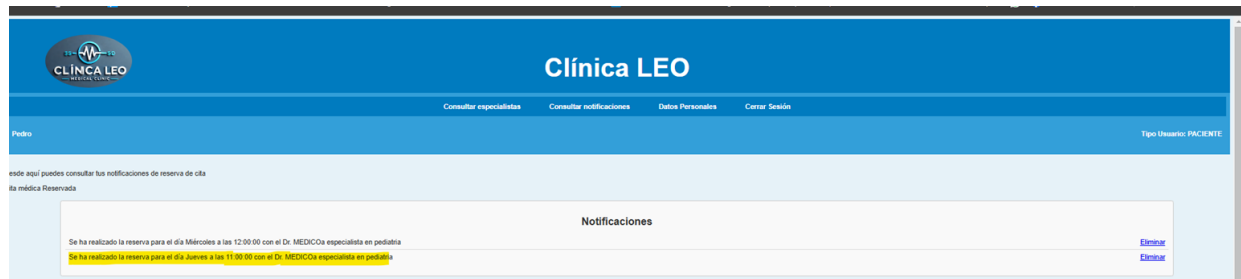 CLÍNCA LEO
MEDICAL CLINIC
Clínica LEO
Consultar especialistas Consultar notificaciones Datos Personales Cerrar Sesión
Pedro Tipo Usuario: PACIENTE
esde aquí puedes consultar tus notificaciones de reserva de cita
ita médica Reservada
Notificaciones
Se ha realizado la reserva para el día Miércoles a las 12:00:00 con el Dr. MEDICOa especialista en pediatria Eliminar
Se ha realizado la reserva para el día Jueves a las 11:00:00 con el Dr. MEDICOa especialista en pediatria Eliminar